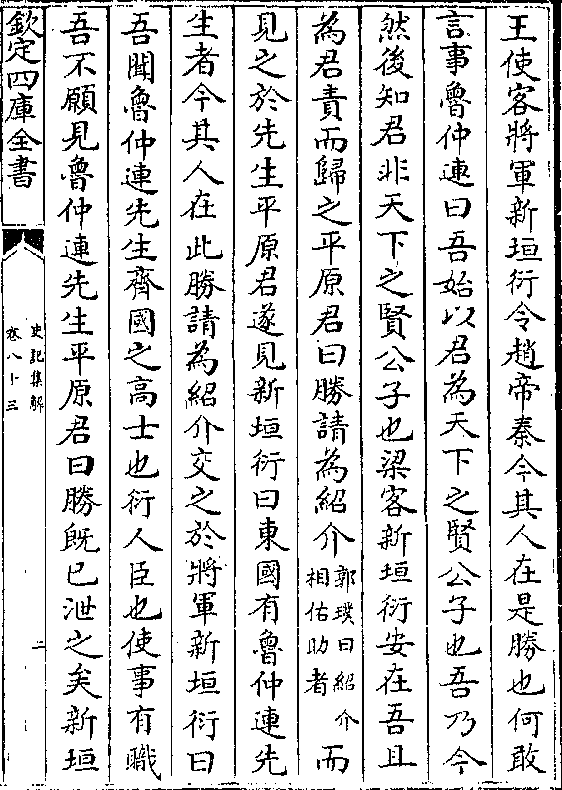 王使客將軍新垣衍令趙帝秦今其人在是勝也何敢
言事魯仲連曰吾始以君為天下之賢公子也吾乃今
然後知君非天下之賢公子也梁客新垣衍安在吾且
為君責而歸之平原君曰勝請為紹介郭璞曰紹介相佑助者而
見之於先生平原君遂見新垣衍曰東國有魯仲連先
生者今其人在此勝請為紹介交之於將軍新垣衍曰
吾聞魯仲連先生齊國之高士也衍人臣也使事有職
吾不願見魯仲連先生平原君曰勝既已泄之矣新垣
欽定四庫全書
史記集解
卷八十三
二